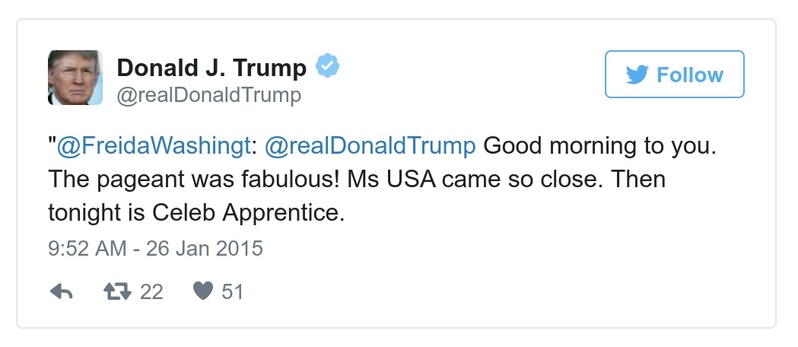 Donald J. Trump
@realDonaldTrump
Follow
"@FreidaWashingt: @realDonaldTrump Good morning to you.
The pageant was fabulous! Ms USA came so close. Then
tonight is Celeb Apprentice.
9:52 AM - 26 Jan 2015
22 51